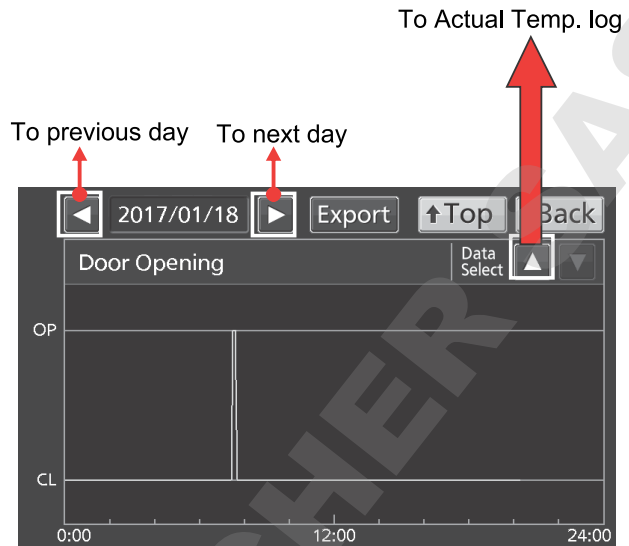 To Actual Temp. log
To previous day To next day
◀ 2017/01/18 ▶ Export ↑Top Back
Door Opening Data Select ▲ ▼
OP
CL
0:00 12:00 24:00